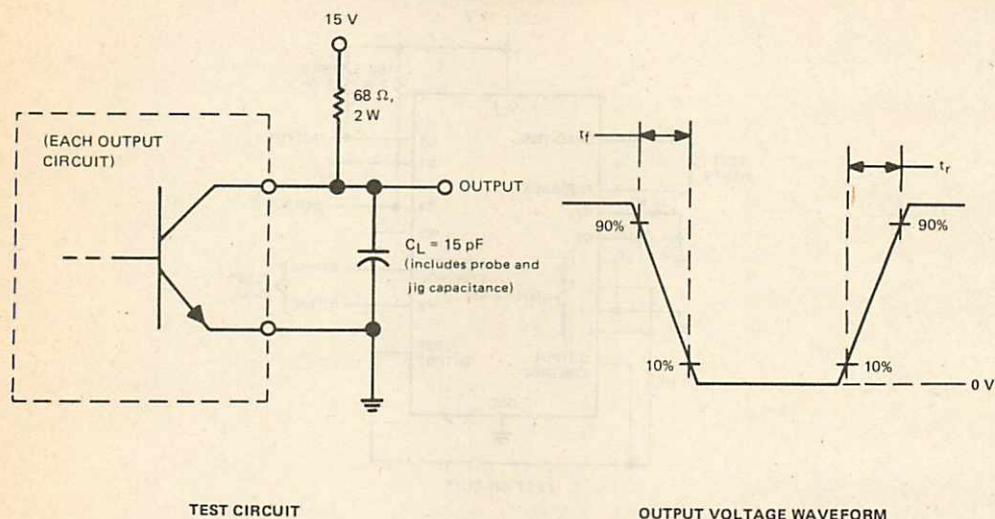 15 V
68 Ω,
2 W
(EACH OUTPUT
CIRCUIT)
OUTPUT
CL = 15 pF
(includes probe and
jig capacitance)
TEST CIRCUIT
tf
tr
90%
90%
10%
10%
0 V
OUTPUT VOLTAGE WAVEFORM